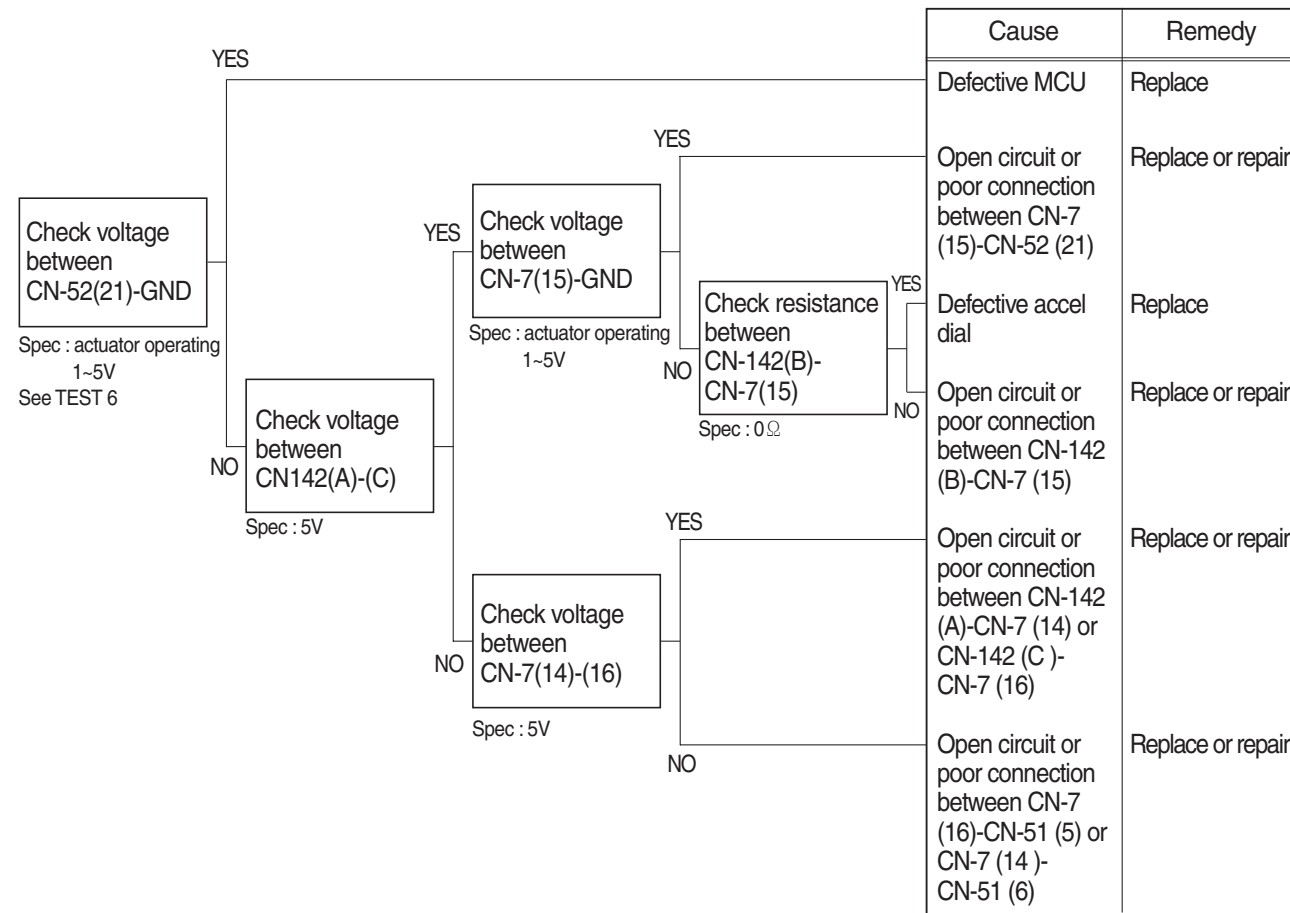 Cause
Remedy
YES
Defective MCU
Replace
YES
Open circuit or
poor connection
between CN-7
(15)-CN-52 (21)
Replace or repair
Check voltage
between
CN-52(21)-GND
Spec : actuator operating
1~5V
See TEST 6
YES
Check voltage
between
CN-7(15)-GND
Spec : actuator operating
1~5V
NO
Check resistance
between
CN-142(B)-
CN-7(15)
Spec : 0Ω
YES
Defective accel
dial
Replace
NO
Open circuit or
poor connection
between CN-142
(B)-CN-7 (15)
Replace or repair
NO
Check voltage
between
CN142(A)-(C)
Spec : 5V
YES
Open circuit or
poor connection
between CN-142
(A)-CN-7 (14) or
CN-142 (C )-
CN-7 (16)
Replace or repair
NO
Check voltage
between
CN-7(14)-(16)
Spec : 5V
NO
Open circuit or
poor connection
between CN-7
(16)-CN-51 (5) or
CN-7 (14 )-
CN-51 (6)
Replace or repair